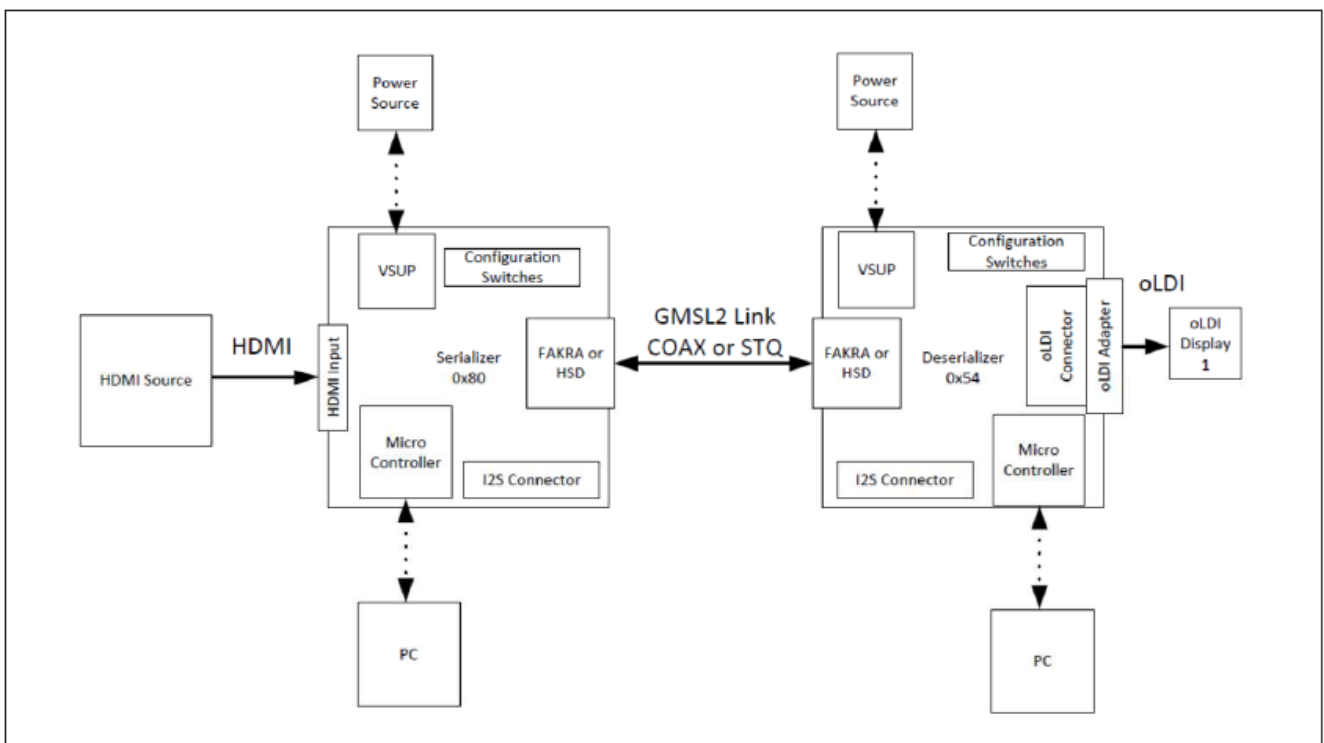 Power
Source
Power
Source
VSUP
Configuration
Switches
VSUP
Configuration
Switches
HDMI Source
HDMI
HDMI Input
Serializer
0x80
FAKRA or
HSD
GMSL2 Link
COAX or STQ
FAKRA or
HSD
Deserializer
0x54
oLDI
Connector
oLDI Adapter
oLDI
oLDI
Display
1
Micro
Controller
I2S Connector
I2S Connector
Micro
Controller
PC
PC